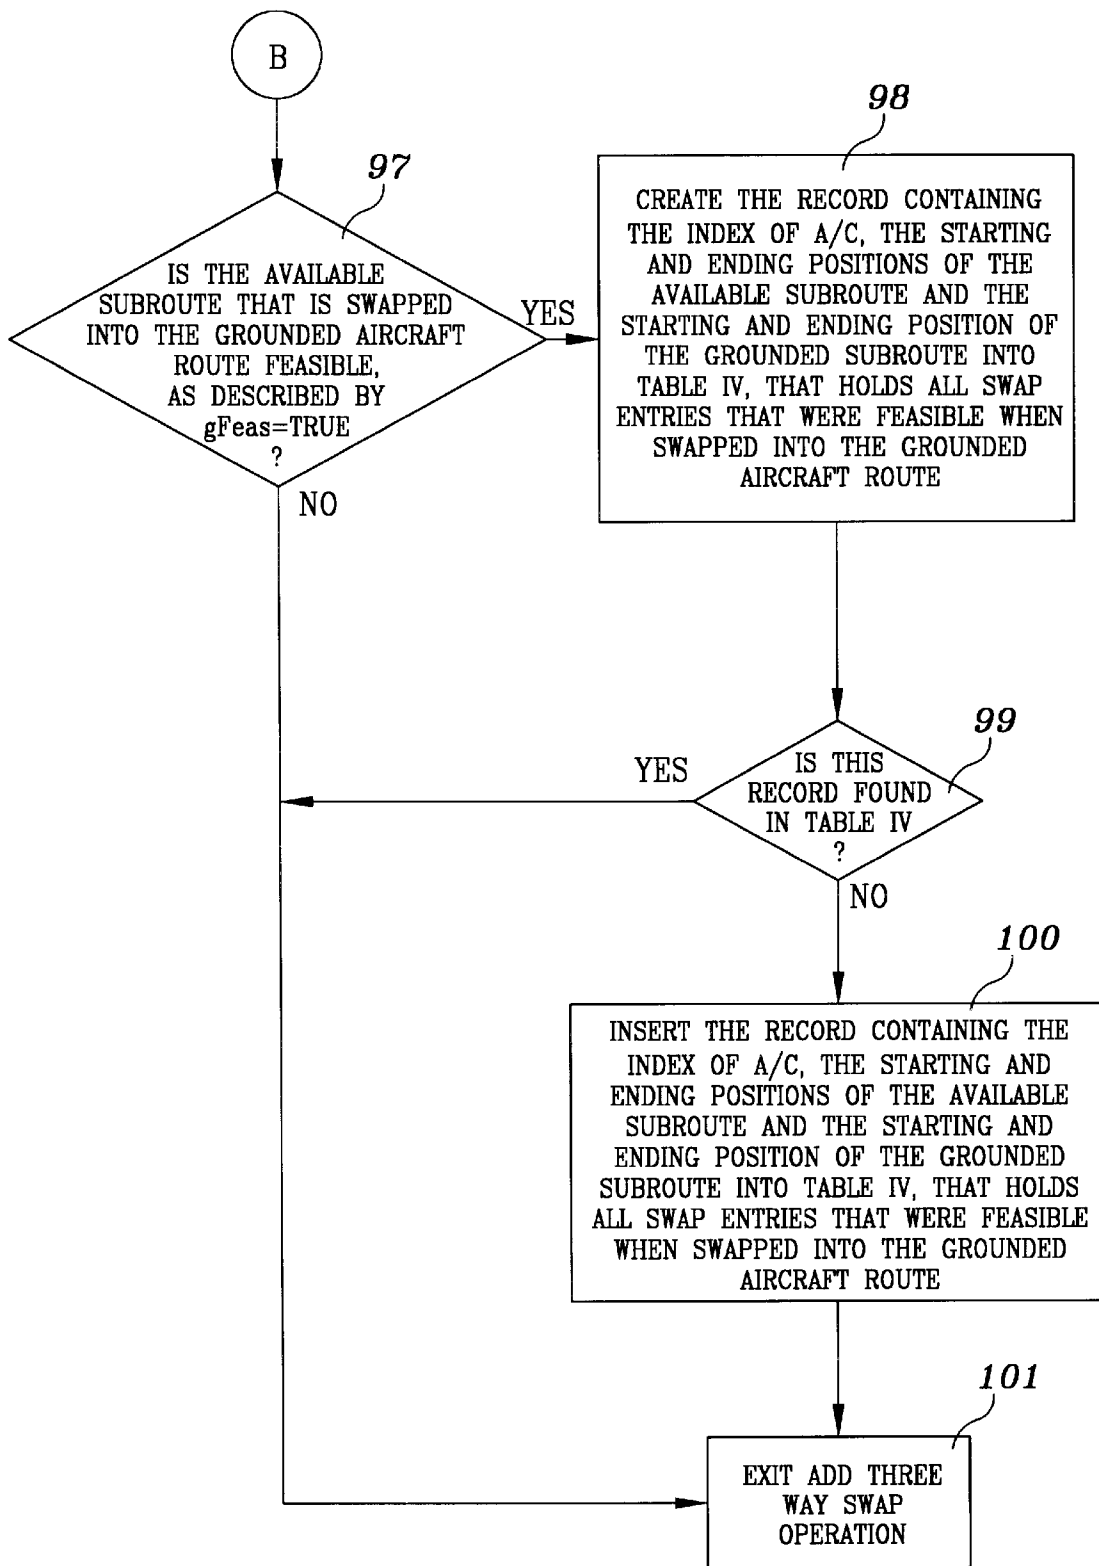 B
97
IS THE AVAILABLE
SUBROUTE THAT IS SWAPPED
INTO THE GROUNDED AIRCRAFT
ROUTE FEASIBLE,
AS DESCRIBED BY
gFeas=TRUE
?
YES
NO
98
CREATE THE RECORD CONTAINING
THE INDEX OF A/C, THE STARTING
AND ENDING POSITIONS OF THE
AVAILABLE SUBROUTE AND THE
STARTING AND ENDING POSITION OF
THE GROUNDED SUBROUTE INTO
TABLE IV, THAT HOLDS ALL SWAP
ENTRIES THAT WERE FEASIBLE WHEN
SWAPPED INTO THE GROUNDED
AIRCRAFT ROUTE
99
IS THIS
RECORD FOUND
IN TABLE IV
?
YES
NO
100
INSERT THE RECORD CONTAINING THE
INDEX OF A/C, THE STARTING AND
ENDING POSITIONS OF THE AVAILABLE
SUBROUTE AND THE STARTING AND
ENDING POSITION OF THE GROUNDED
SUBROUTE INTO TABLE IV, THAT HOLDS
ALL SWAP ENTRIES THAT WERE FEASIBLE
WHEN SWAPPED INTO THE GROUNDED
AIRCRAFT ROUTE
101
EXIT ADD THREE
WAY SWAP
OPERATION